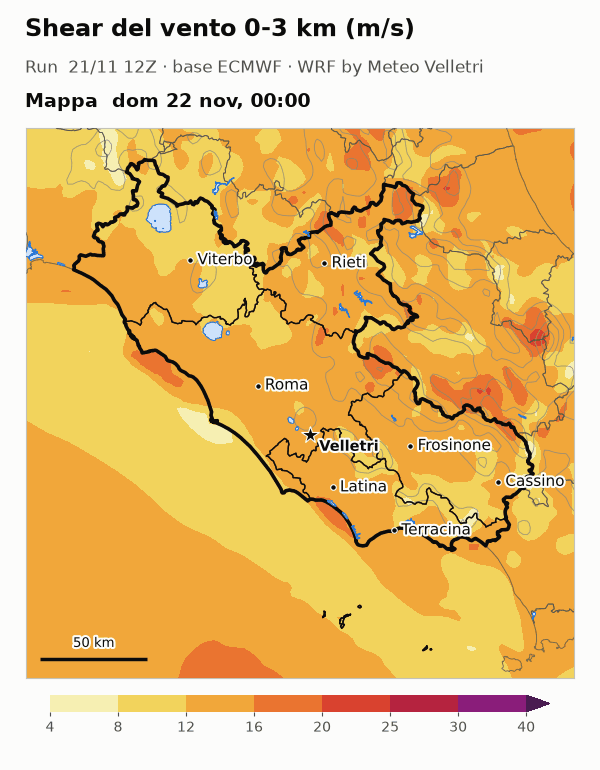 Shear del vento 0-3 km (m/s)
Run  21/11 12Z · base ECMWF · WRF by Meteo Velletri
Mappa  dom 22 nov, 00:00
Viterbo
Rieti
Roma
Velletri
Frosinone
Latina
Cassino
Terracina
50 km
4 8 12 16 20 25 30 40